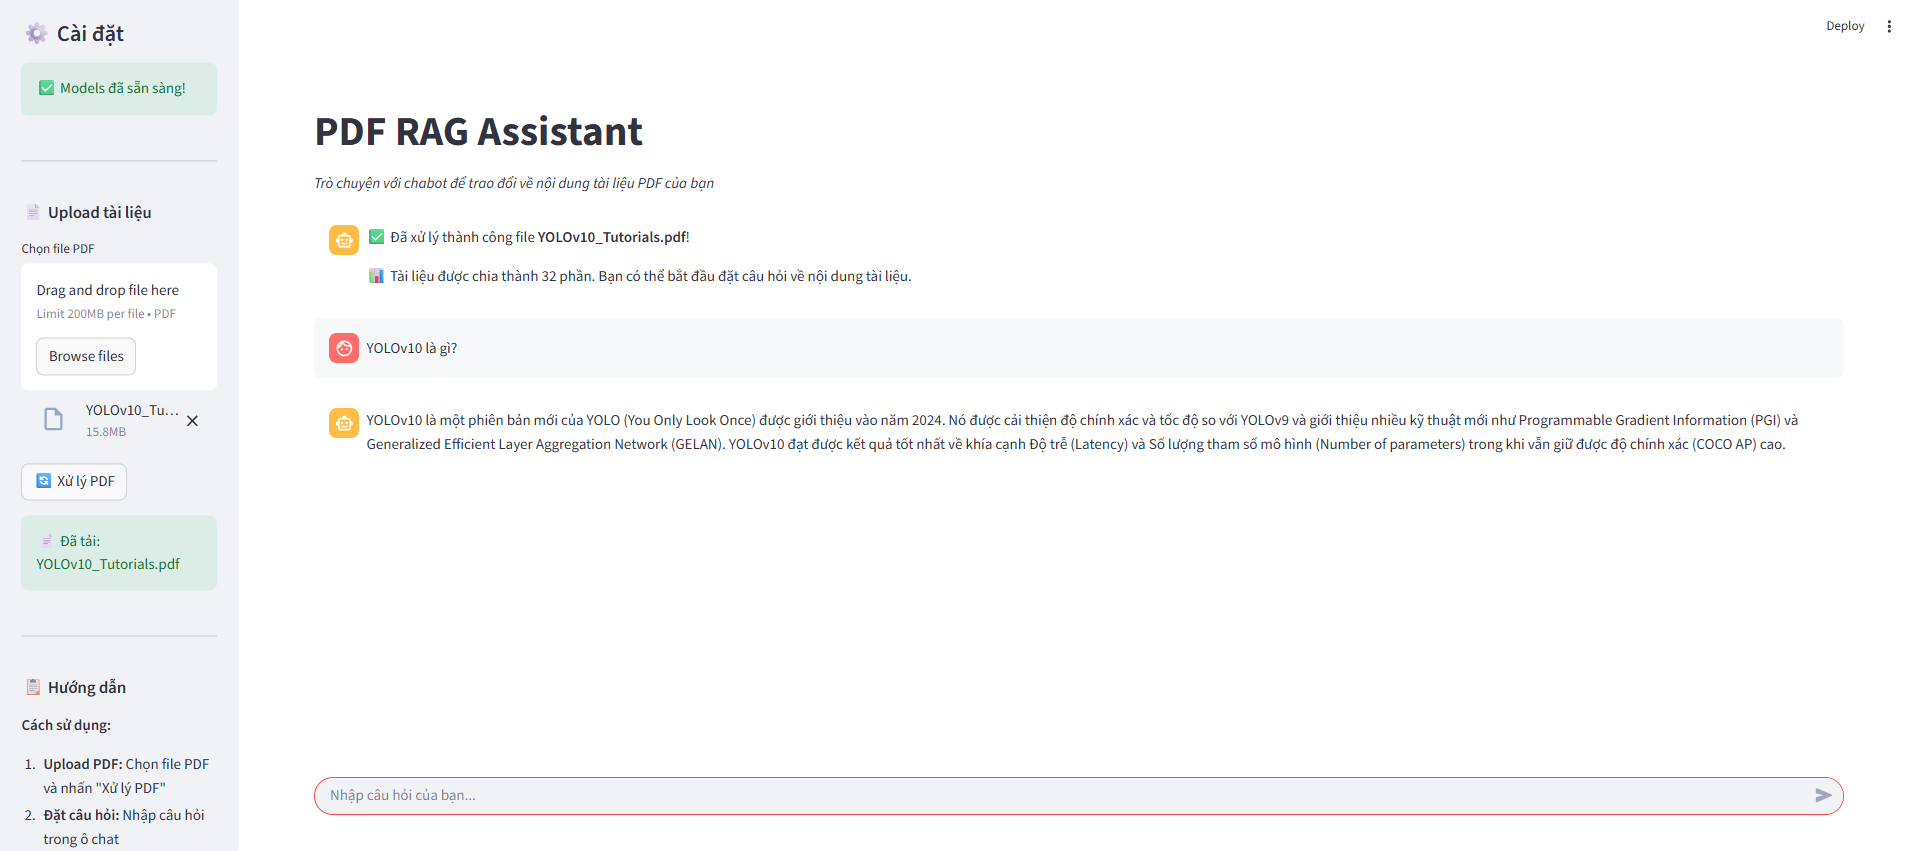 Cài đặt
Models đã sẵn sàng!
Upload tài liệu
Chọn file PDF
Drag and drop file here
Limit 200MB per file • PDF
Browse files
YOLOv10_Tu...
15.8MB
Xử lý PDF
Đã tải:
YOLOv10_Tutorials.pdf
Hướng dẫn
Cách sử dụng:
1. Upload PDF: Chọn file PDF
và nhấn "Xử lý PDF"
2. Đặt câu hỏi: Nhập câu hỏi
trong ô chat
Deploy
PDF RAG Assistant
Trò chuyện với chabot để trao đổi về nội dung tài liệu PDF của bạn
Đã xử lý thành công file YOLOv10_Tutorials.pdf!
Tài liệu được chia thành 32 phần. Bạn có thể bắt đầu đặt câu hỏi về nội dung tài liệu.
YOLOv10 là gì?
YOLOv10 là một phiên bản mới của YOLO (You Only Look Once) được giới thiệu vào năm 2024. Nó được cải thiện độ chính xác và tốc độ so với YOLOv9 và giới thiệu nhiều kỹ thuật mới như Programmable Gradient Information (PGI) và
Generalized Efficient Layer Aggregation Network (GELAN). YOLOv10 đạt được kết quả tốt nhất về khía cạnh Độ trễ (Latency) và Số lượng tham số mô hình (Number of parameters) trong khi vẫn giữ được độ chính xác (COCO AP) cao.
Nhập câu hỏi của bạn...